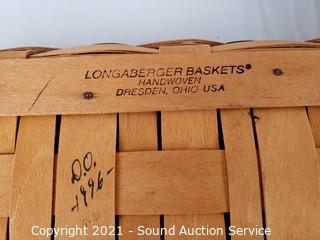 LONGABERGER BASKETS®
HANDWOVEN
DRESDEN, OHIO USA
D.O.
-1996-
Copyright 2021 - Sound Auction Service